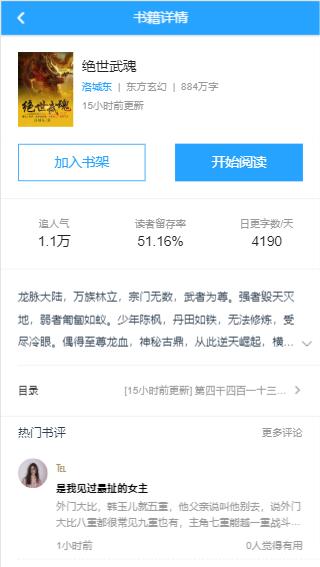 书籍详情
绝世武魂
洛城东 | 东方玄幻 | 884万字
15小时前更新
绝世武魂
加入书架
开始阅读
追人气
读者留存率
日更字数/天
1.1万
51.16%
4190
龙脉大陆，万族林立，宗门无数，武者为尊。强者毁天灭
地，弱者匍匐如蚁。少年陈枫，丹田如铁，无法修炼，受
尽冷眼。偶得至尊龙血，神秘古鼎，从此逆天崛起，横...
目录
[15小时前更新] 第四千四百一十三...
热门书评
更多评论
TEL
是我见过最扯的女主
外门大比，韩玉儿就五重，他父亲说叫他别去，说外门
大比八重都很常见九重也有，主角七重能越一重战斗...
1小时前
0人觉得有用